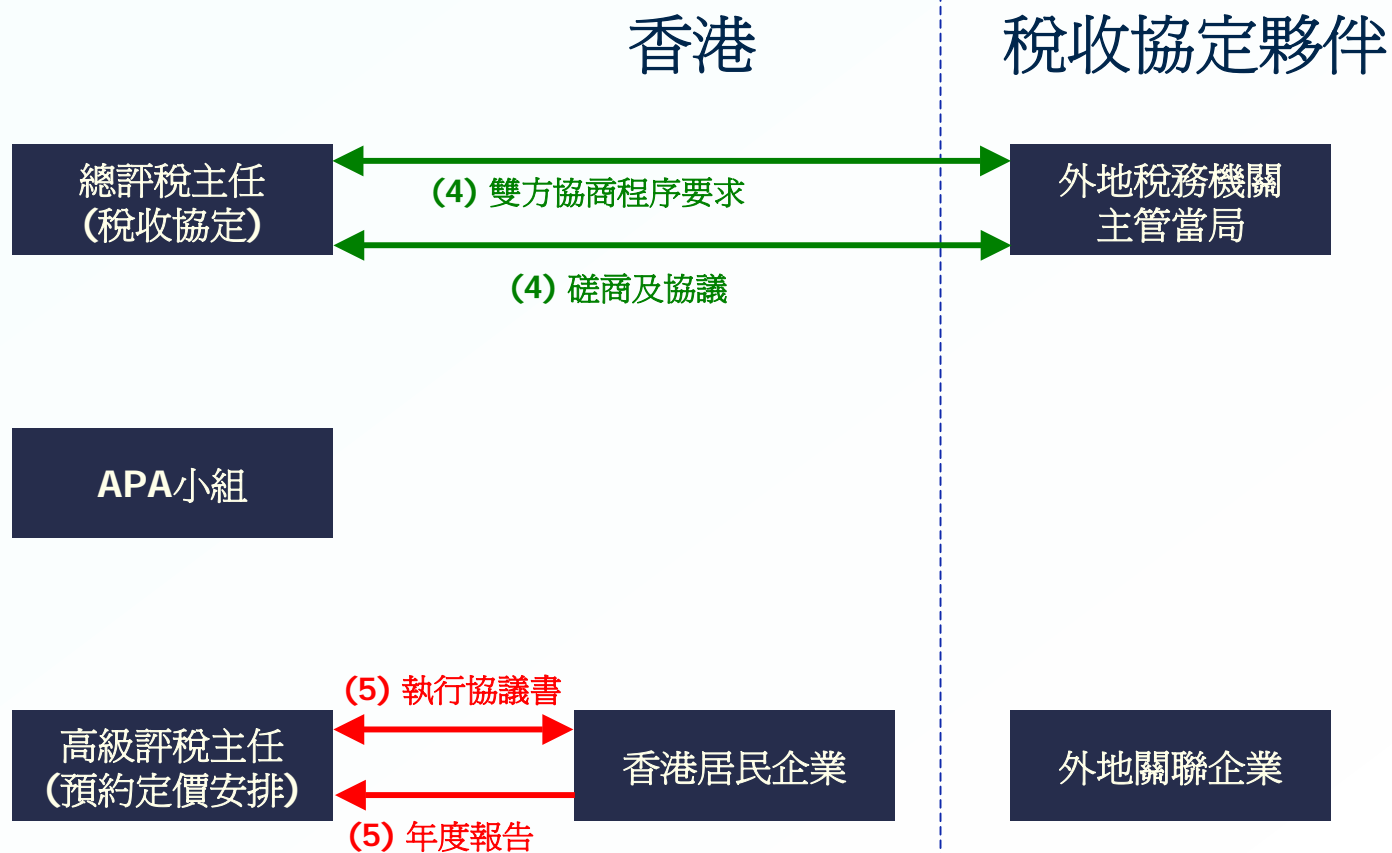 香港
稅收協定夥伴
總評稅主任
(稅收協定)
(4) 雙方協商程序要求
外地稅務機關
主管當局
(4) 磋商及協議
APA小組
(5) 執行協議書
高級評稅主任
(預約定價安排)
香港居民企業
外地關聯企業
(5) 年度報告